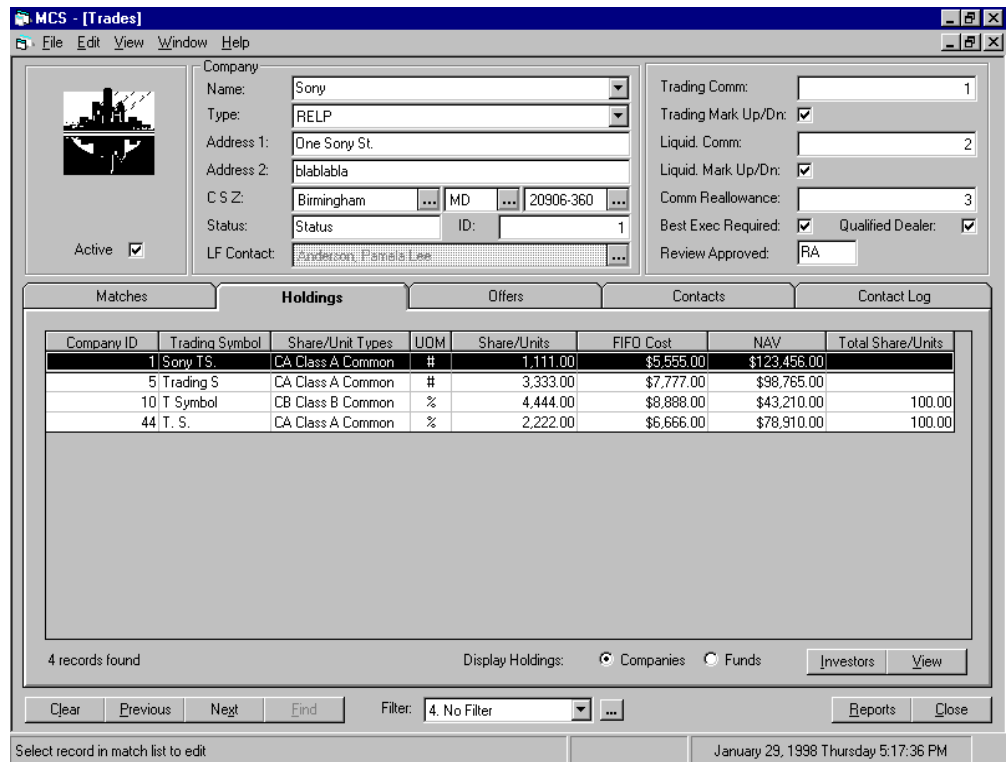 MCS - [Trades]
File Edit View Window Help
Company
Name: Sony
Type: RELP
Address 1: One Sony St.
Address 2: blablabla
C S Z: Birmingham ... MD ... 20906-360 ...
Status: Status ID: 1
LF Contact: Anderson, Pamela Lee ...
Active
Trading Comm: 1
Trading Mark Up/Dn:
Liquid. Comm: 2
Liquid. Mark Up/Dn:
Comm Reallowance: 3
Best Exec Required: Qualified Dealer:
Review Approved: RA
Matches Holdings Offers Contacts Contact Log
Company ID Trading Symbol Share/Unit Types UOM Share/Units FIFO Cost NAV Total Share/Units
1 Sony TS. CA Class A Common # 1,111.00 $5,555.00 $123,456.00
5 Trading S CA Class A Common # 3,333.00 $7,777.00 $98,765.00
10 T Symbol CB Class B Common % 4,444.00 $8,888.00 $43,210.00 100.00
44 T. S. CA Class A Common % 2,222.00 $6,666.00 $78,910.00 100.00
4 records found Display Holdings: Companies Funds Investors View
Clear Previous Next Find Filter: 4. No Filter ... Reports Close
Select record in match list to edit January 29, 1998 Thursday 5:17:36 PM